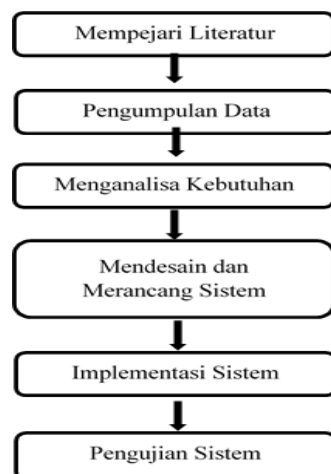 Mempejari Literatur
Pengumpulan Data
Menganalisa Kebutuhan
Mendesain dan
Merancang Sistem
Implementasi Sistem
Pengujian Sistem